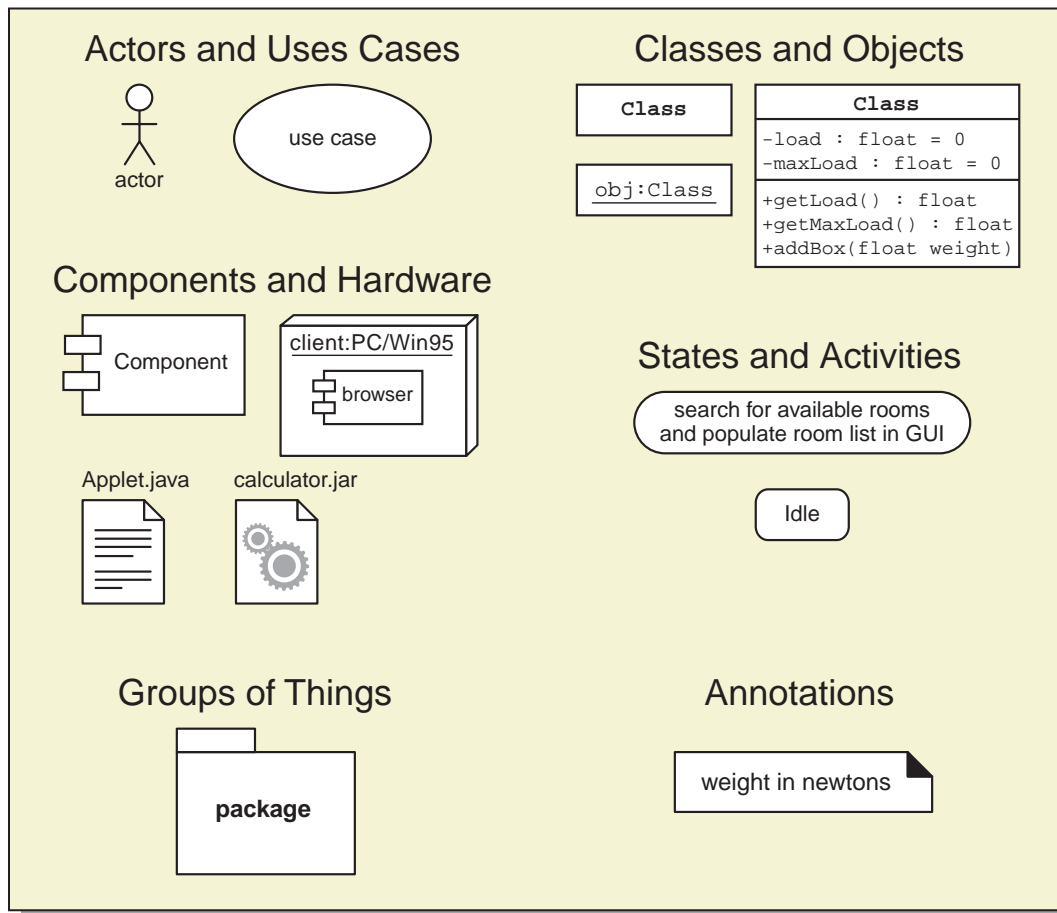 Actors and Uses Cases
actor
use case
Classes and Objects
Class
obj:Class
Class
-load : float = 0
-maxLoad : float = 0
+getLoad() : float
+getMaxLoad() : float
+addBox(float weight)
Components and Hardware
Component
client:PC/Win95
browser
Applet.java
calculator.jar
States and Activities
search for available rooms
and populate room list in GUI
Idle
Groups of Things
package
Annotations
weight in newtons